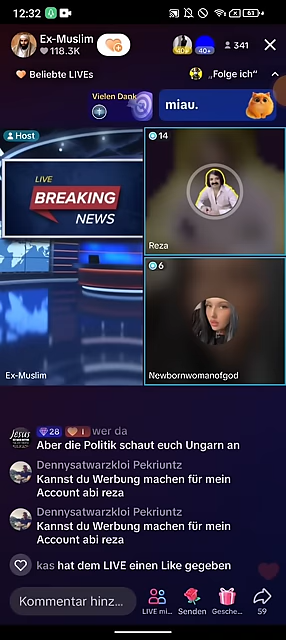 12:32
61
Ex-Muslim
118.3K
40+
341
Beliebte LIVEs
„Folge ich“
Vielen Dank
miau.
Host
LIVE
BREAKING
NEWS
14
Reza
6
Ex-Muslim
Newbornwomanofgod
Jesus
28 I wer da
Aber die Politik schaut euch Ungarn an
Dennysatwarzkloi Pekriuntz
Kannst du Werbung machen für mein
Account abi reza
Dennysatwarzkloi Pekriuntz
Kannst du Werbung machen für mein
Account abi reza
kas hat dem LIVE einen Like gegeben
Kommentar hinz...
LIVE mi...
Senden
Gesche...
59